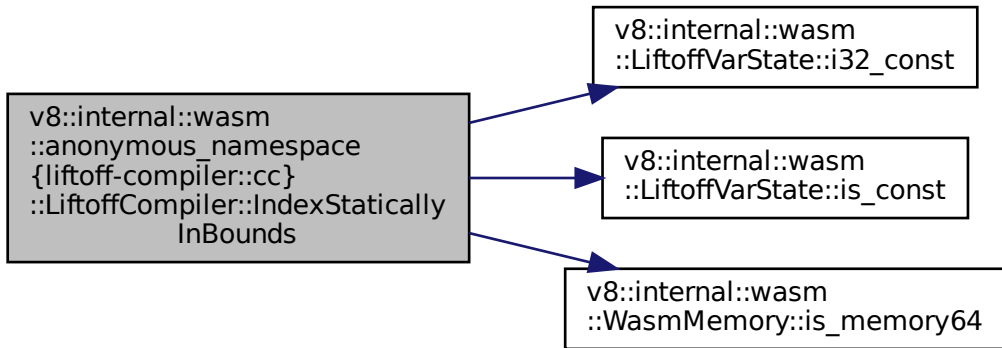 v8::internal::wasm
::anonymous_namespace
{liftoff-compiler::cc}
::LiftoffCompiler::IndexStatically
InBounds
v8::internal::wasm
::LiftoffVarState::i32_const
v8::internal::wasm
::LiftoffVarState::is_const
v8::internal::wasm
::WasmMemory::is_memory64